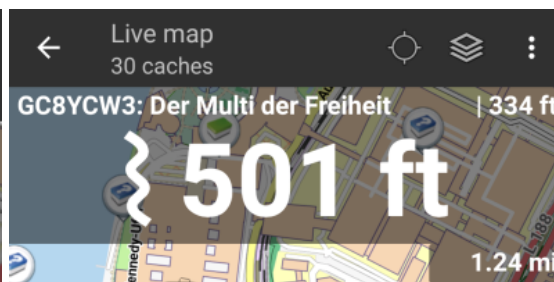 Live map
30 caches
GC8YCW3: Der Multi der Freiheit | 334 ft
501 ft
1.24 mi